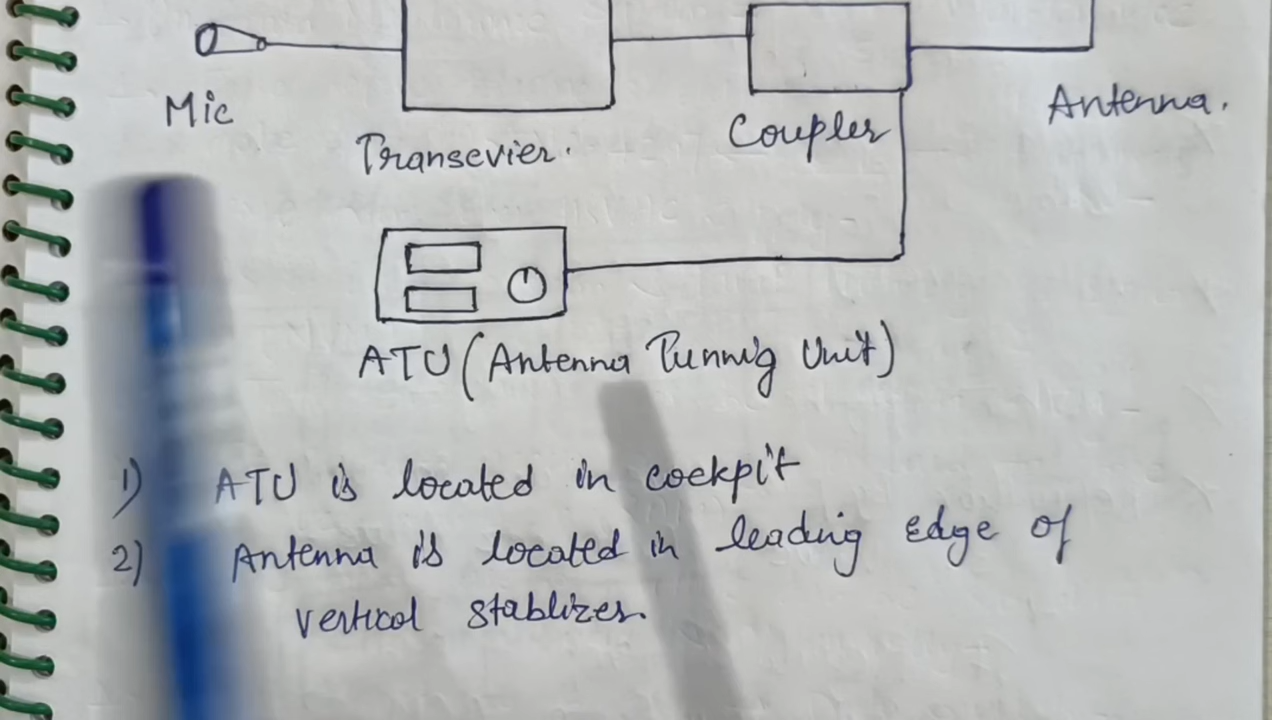 Mic
Transevier.
Coupler
Antenna.
ATU (Antenna Tunnig Unit)
1) ATU is located in cockpit
2) Antenna is located in leading edge of
vertical stablizer.